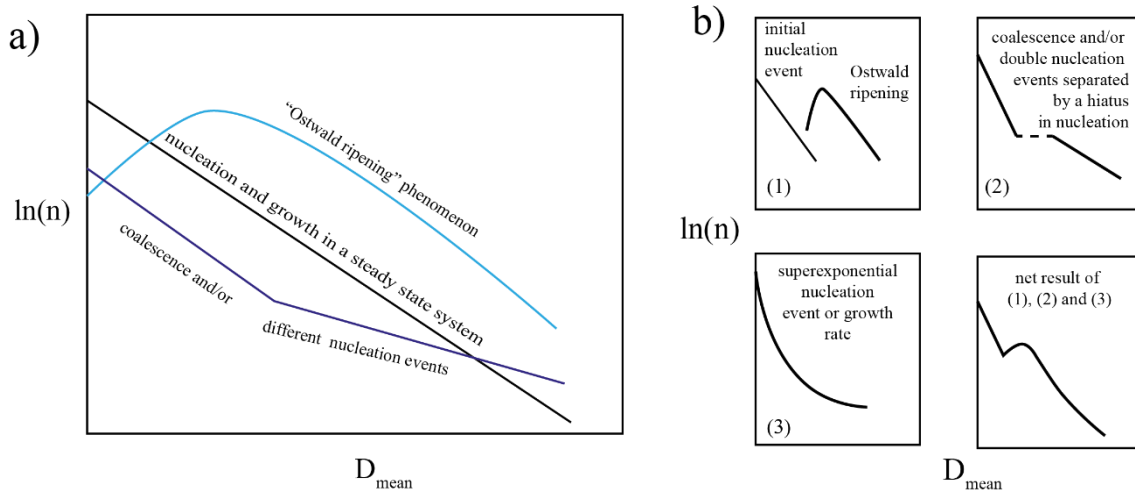 a)
"Ostwald ripening" phenomenon
nucleation and growth in a steady state system
coalescence and/or
different nucleation events
ln(n)
D_mean
b)
initial
nucleation
event
Ostwald
ripening
(1)
coalescence and/or
double nucleation
events separated
by a hiatus
in nucleation
(2)
ln(n)
superexponential
nucleation
event or growth
rate
(3)
net result of
(1), (2) and (3)
D_mean